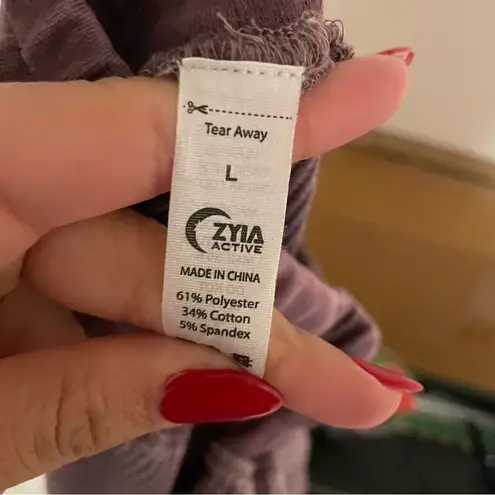 Tear Away
L
ZYIA
ACTIVE
MADE IN CHINA
61% Polyester
34% Cotton
5% Spandex